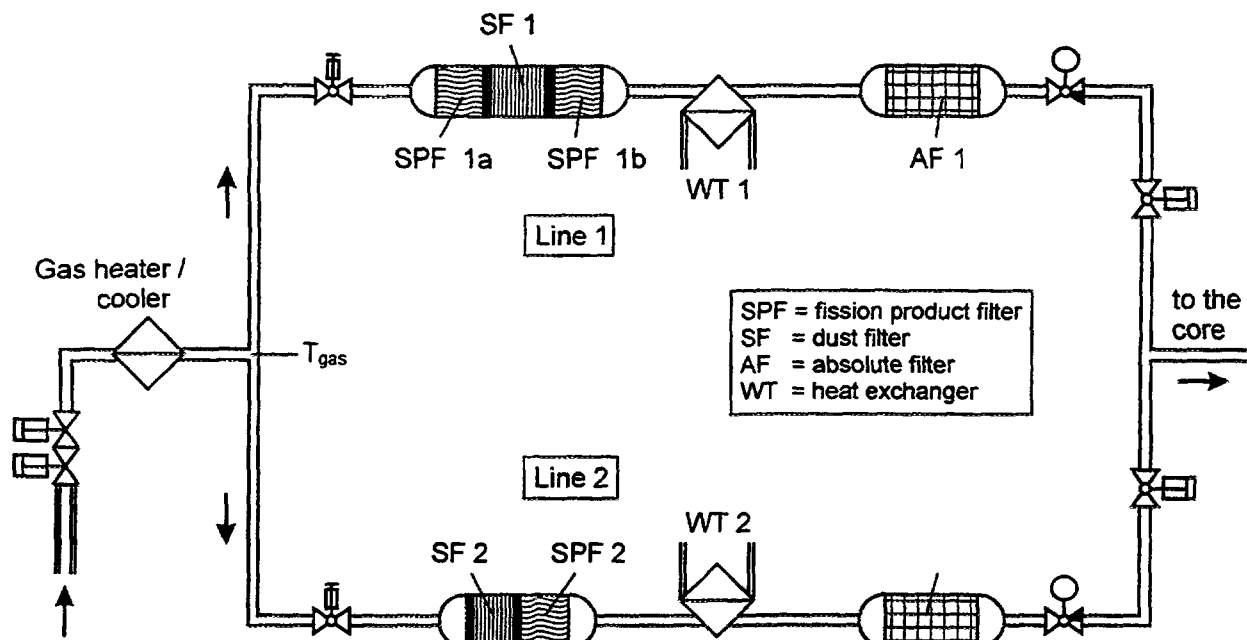 SF 1
SPF 1a
SPF 1b
WT 1
AF 1
Line 1
Gas heater /
cooler
T gas
SPF = fission product filter
SF = dust filter
AF = absolute filter
WT = heat exchanger
to the
core
Line 2
WT 2
SF 2
SPF 2